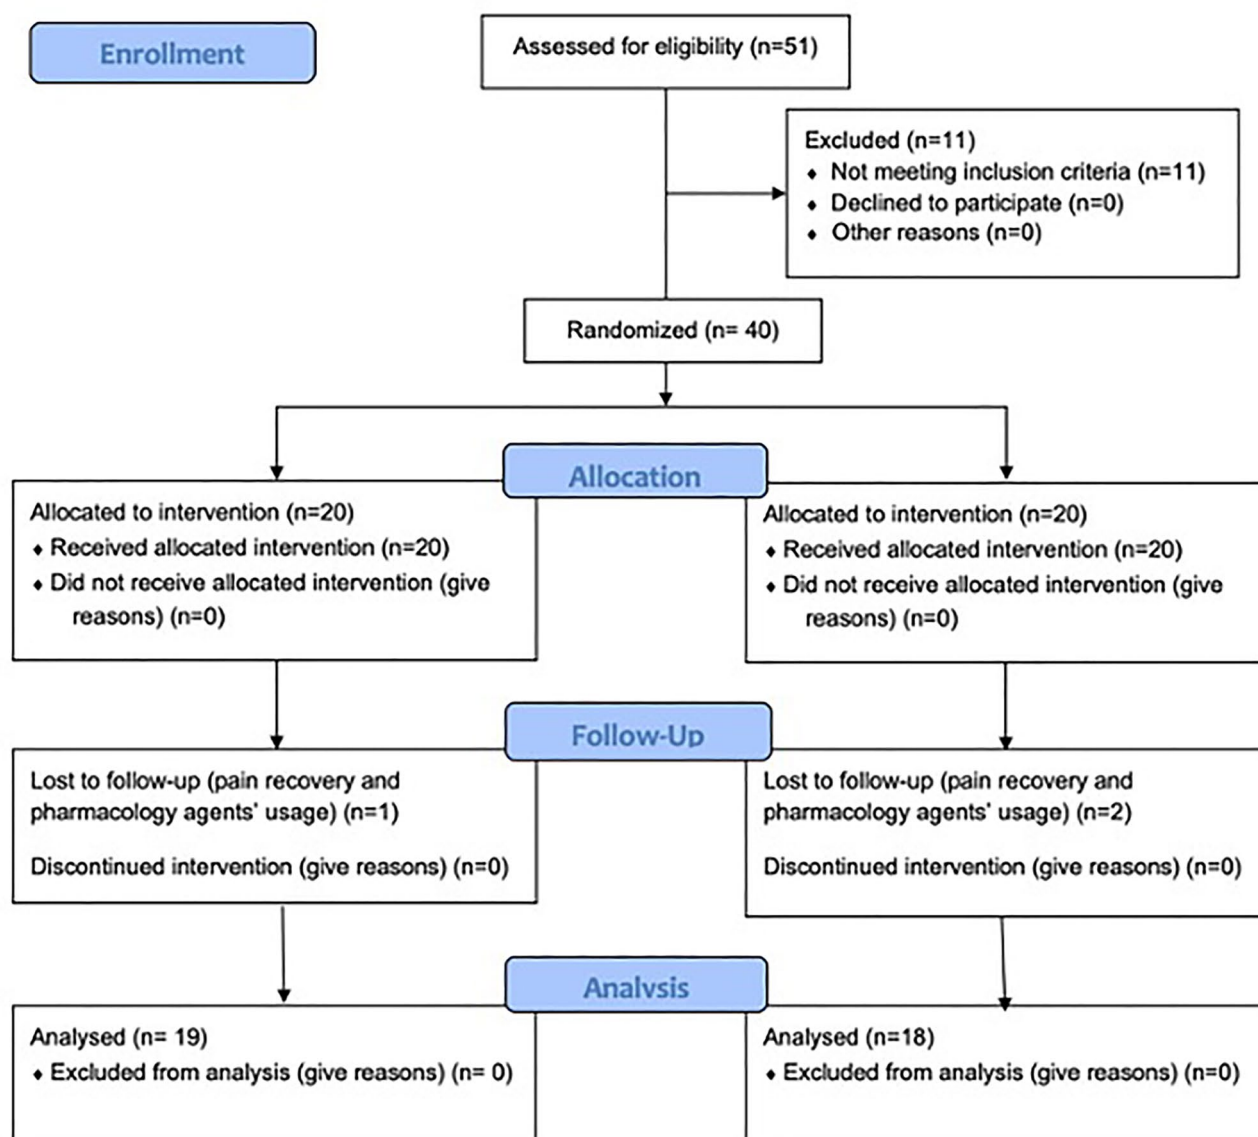 Enrollment
Assessed for eligibility (n=51)
Excluded (n=11)
♦ Not meeting inclusion criteria (n=11)
♦ Declined to participate (n=0)
♦ Other reasons (n=0)
Randomized (n= 40)
Allocation
Allocated to intervention (n=20)
♦ Received allocated intervention (n=20)
♦ Did not receive allocated intervention (give
reasons) (n=0)
Allocated to intervention (n=20)
♦ Received allocated intervention (n=20)
♦ Did not receive allocated intervention (give
reasons) (n=0)
Follow-Up
Lost to follow-up (pain recovery and
pharmacology agents' usage) (n=1)
Discontinued intervention (give reasons) (n=0)
Lost to follow-up (pain recovery and
pharmacology agents' usage) (n=2)
Discontinued intervention (give reasons) (n=0)
Analysis
Analysed (n= 19)
♦ Excluded from analysis (give reasons) (n= 0)
Analysed (n=18)
♦ Excluded from analysis (give reasons) (n=0)